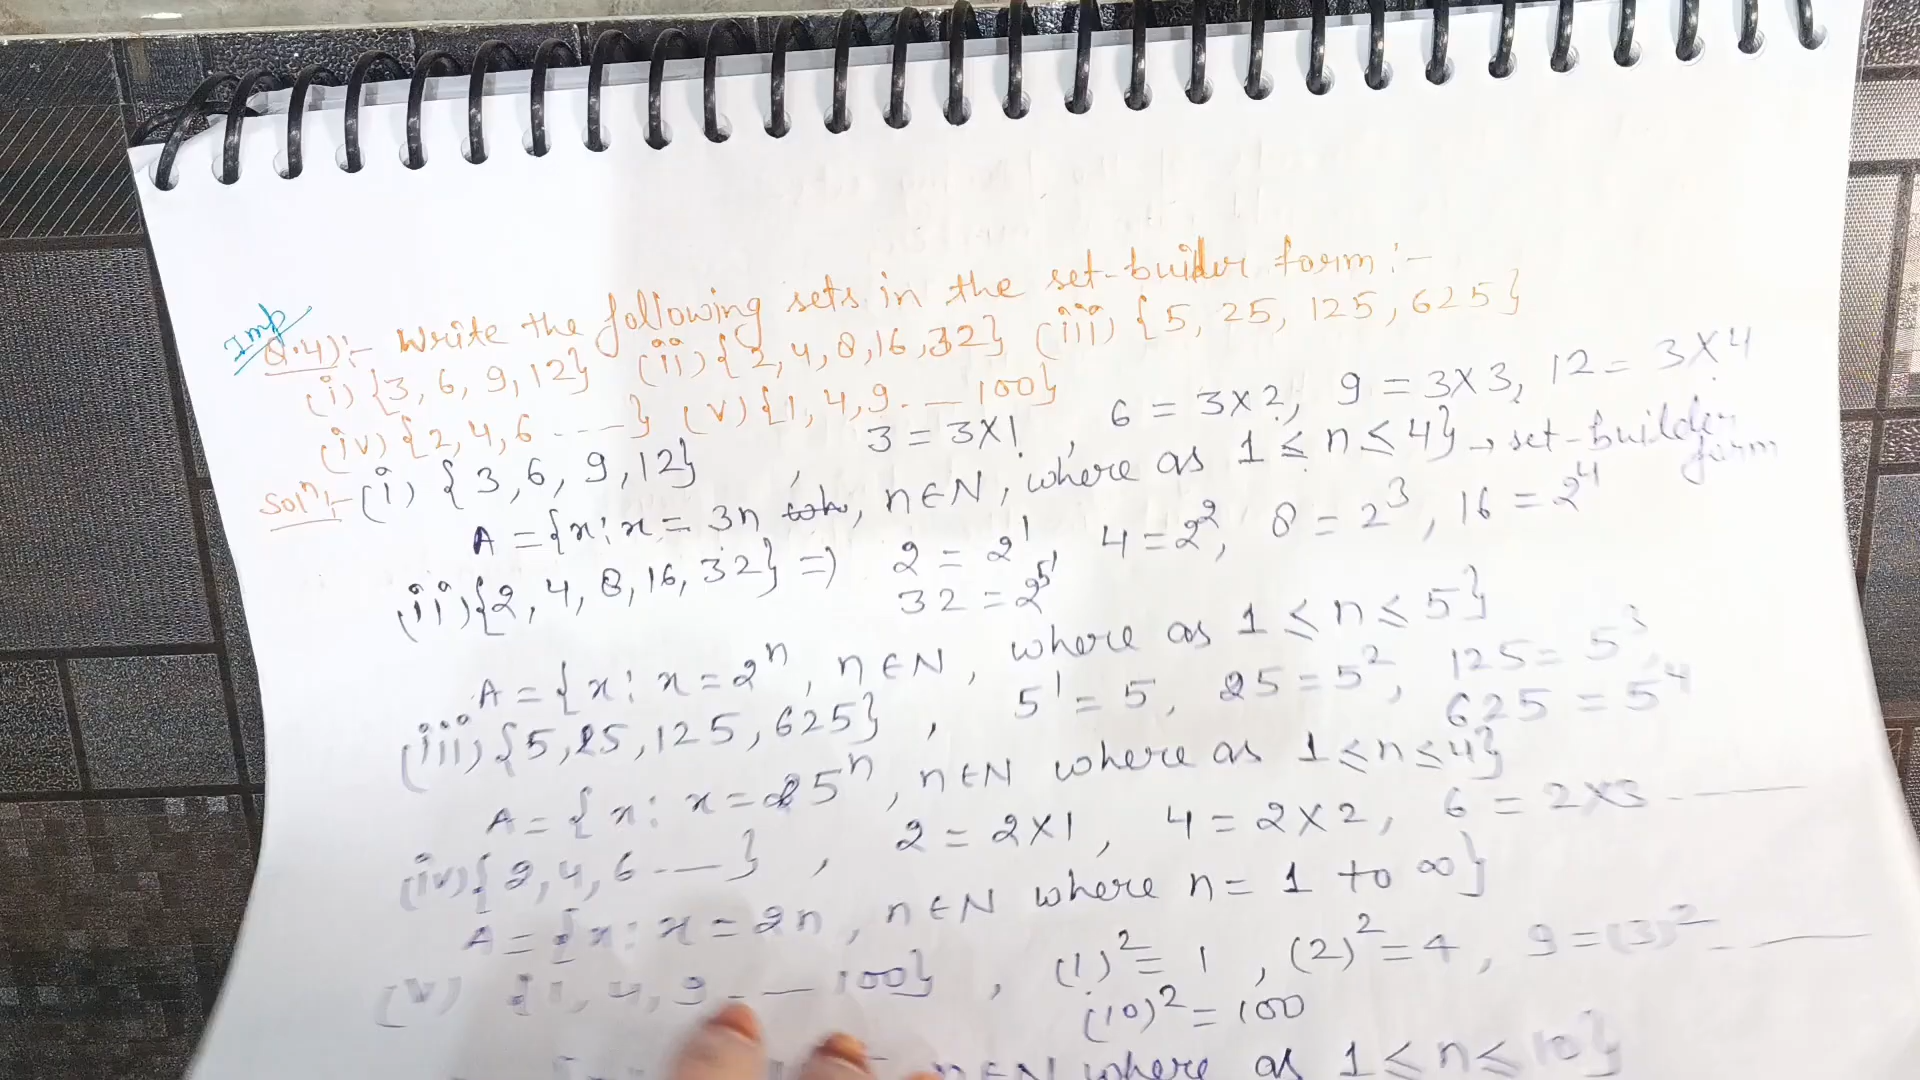 Imp
Q.4):- Write the following sets in the set-builder form:-
(i) {3, 6, 9, 12} (ii) {2, 4, 8, 16, 32} (iii) {5, 25, 125, 625}
(iv) {2, 4, 6 - - - —} (v) {1, 4, 9 - — 100}
Solⁿ:- (i) {3, 6, 9, 12} , 3 = 3×1, 6 = 3×2, 9 = 3×3, 12 = 3×4
A = {x: x = 3n , n∈N, where as 1 ≤ n ≤ 4} → set-builder form
(ii) {2, 4, 8, 16, 32} => 2 = 2¹, 4 = 2², 8 = 2³, 16 = 2⁴
32 = 2⁵
A = {x: x = 2ⁿ, n∈N, where as 1 ≤ n ≤ 5}
(iii) {5, 25, 125, 625} , 5¹ = 5, 25 = 5², 125 = 5³,
625 = 5⁴
A = {x: x = 5ⁿ, n∈N where as 1 ≤ n ≤ 4}
(iv) {2, 4, 6 - - —} , 2 = 2×1, 4 = 2×2, 6 = 2×3 - ——
A = {x: x = 2n, n∈N where n = 1 to ∞}
(v) {1, 4, 9 - — 100} , (1)² = 1 , (2)² = 4 , 9 = (3)² - ——
(10)² = 100
n∈N where as 1 ≤ n ≤ 10}